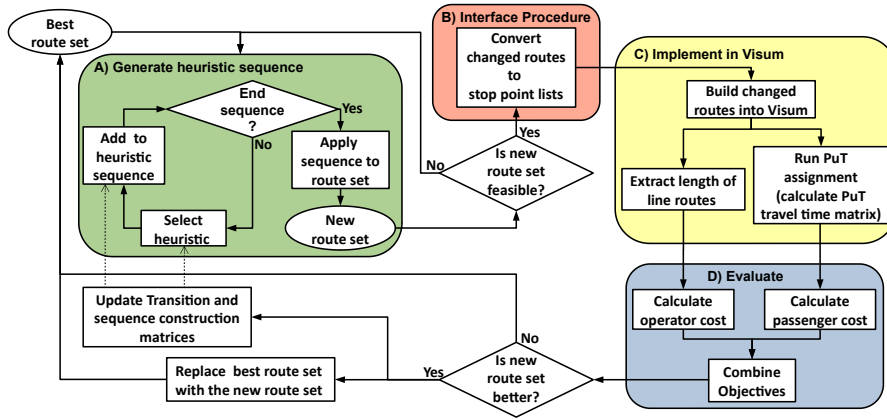 Best
route set
A) Generate heuristic sequence
End
sequence
?
Yes
No
Add to
heuristic
sequence
Apply
sequence to
route set
Select
heuristic
New
route set
B) Interface Procedure
Convert
changed routes
to
stop point lists
Yes
No
Is new
route set
feasible?
C) Implement in Visum
Build changed
routes into Visum
Extract length of
line routes
Run PuT
assignment
(calculate PuT
travel time matrix)
D) Evaluate
Calculate
operator cost
Calculate
passenger cost
Combine
Objectives
No
Is new
route set
better?
Yes
Update Transition and
sequence construction
matrices
Replace best route set
with the new route set